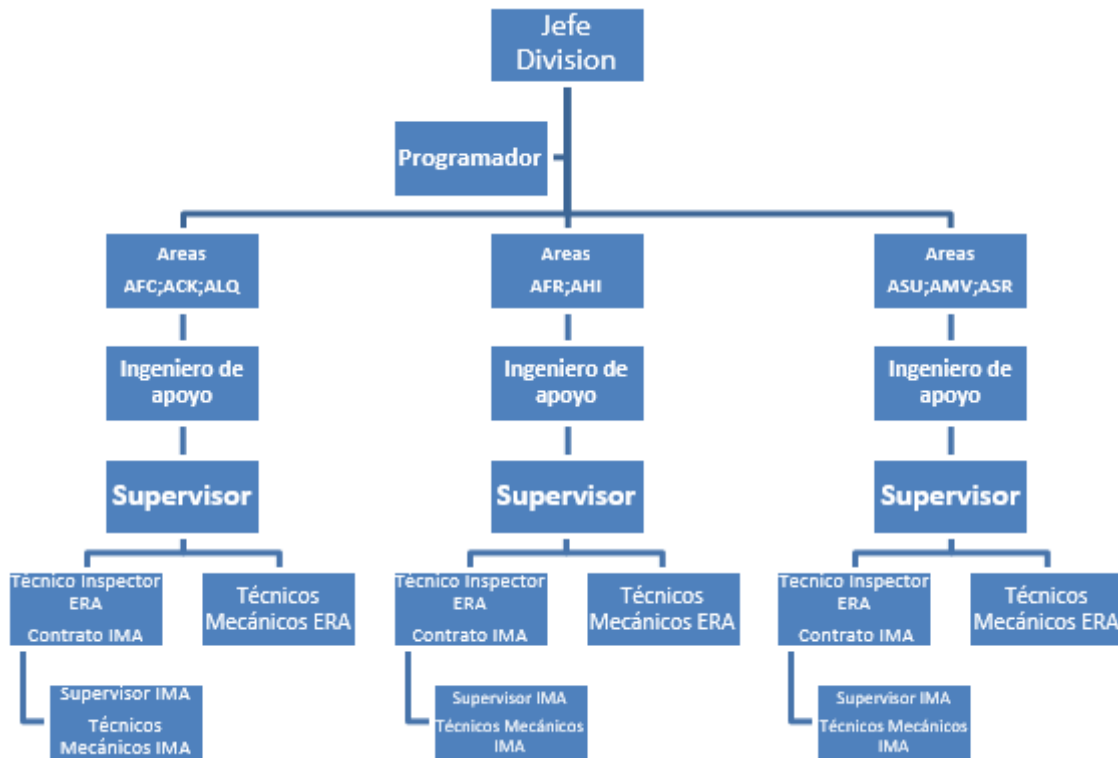 Jefe
Division
Programador
Areas
AFC;ACK;ALQ
Areas
AFR;AHI
Areas
ASU;AMV;ASR
Ingeniero de
apoyo
Ingeniero de
apoyo
Ingeniero de
apoyo
Supervisor
Supervisor
Supervisor
Técnico Inspector
ERA
Contrato IMA
Técnicos
Mecánicos ERA
Técnico Inspector
ERA
Contrato IMA
Técnicos
Mecánicos ERA
Tecnico Inspector
ERA
Contrato IMA
Técnicos
Mecánicos ERA
Supervisor IMA
Técnicos
Mecánicos IMA
Supervisor IMA
Técnicos Mecánicos
IMA
Supervisor IMA
Técnicos Mecánicos
IMA